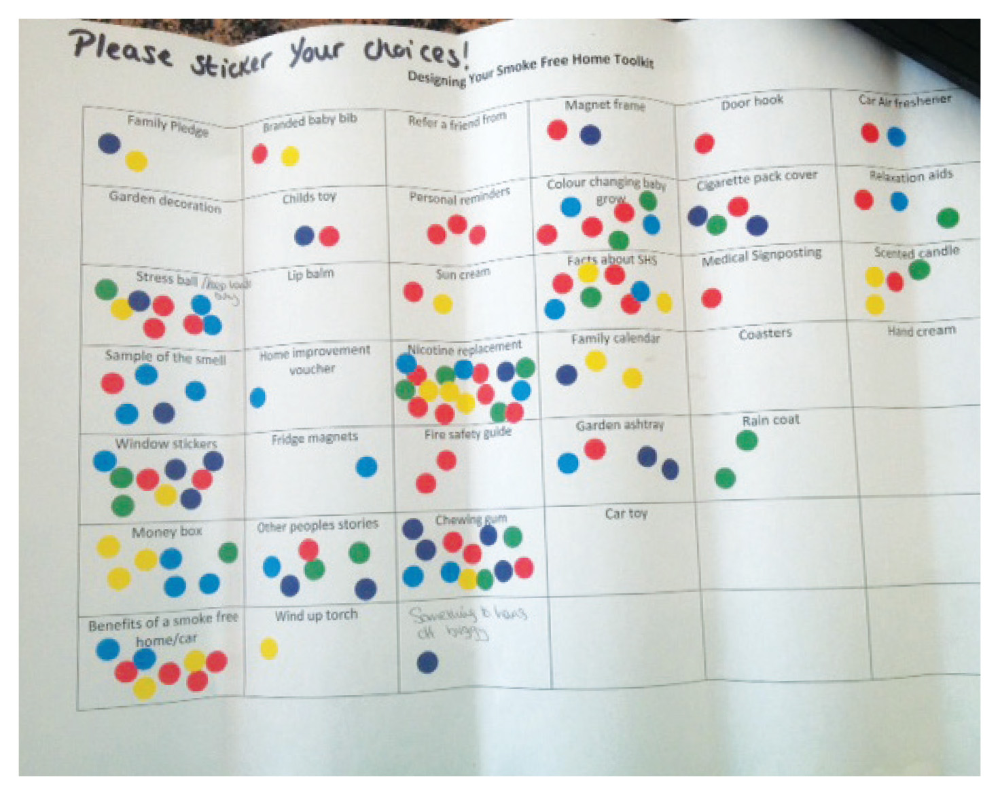 Please sticker Your choices!
Designing Your Smoke Free Home Toolkit
Family Pledge
Branded baby bib
Refer a friend from
Magnet frame
Door hook
Car Air freshener
Garden decoration
Childs toy
Personal reminders
Colour changing baby
grow
Cigarette pack cover
Relaxation aids
Stress ball /
Lip balm
Sun cream
Facts about SHS
Medical Signposting
Scented candle
Sample of the smell
Home improvement
voucher
Nicotine replacement
Family calendar
Coasters
Hand cream
Window stickers
Fridge magnets
Fire safety guide
Garden ashtray
Rain coat
Money box
Other peoples stories
Chewing gum
Car toy
Benefits of a smoke free
home/car
Wind up torch
Something to hang
off buggy